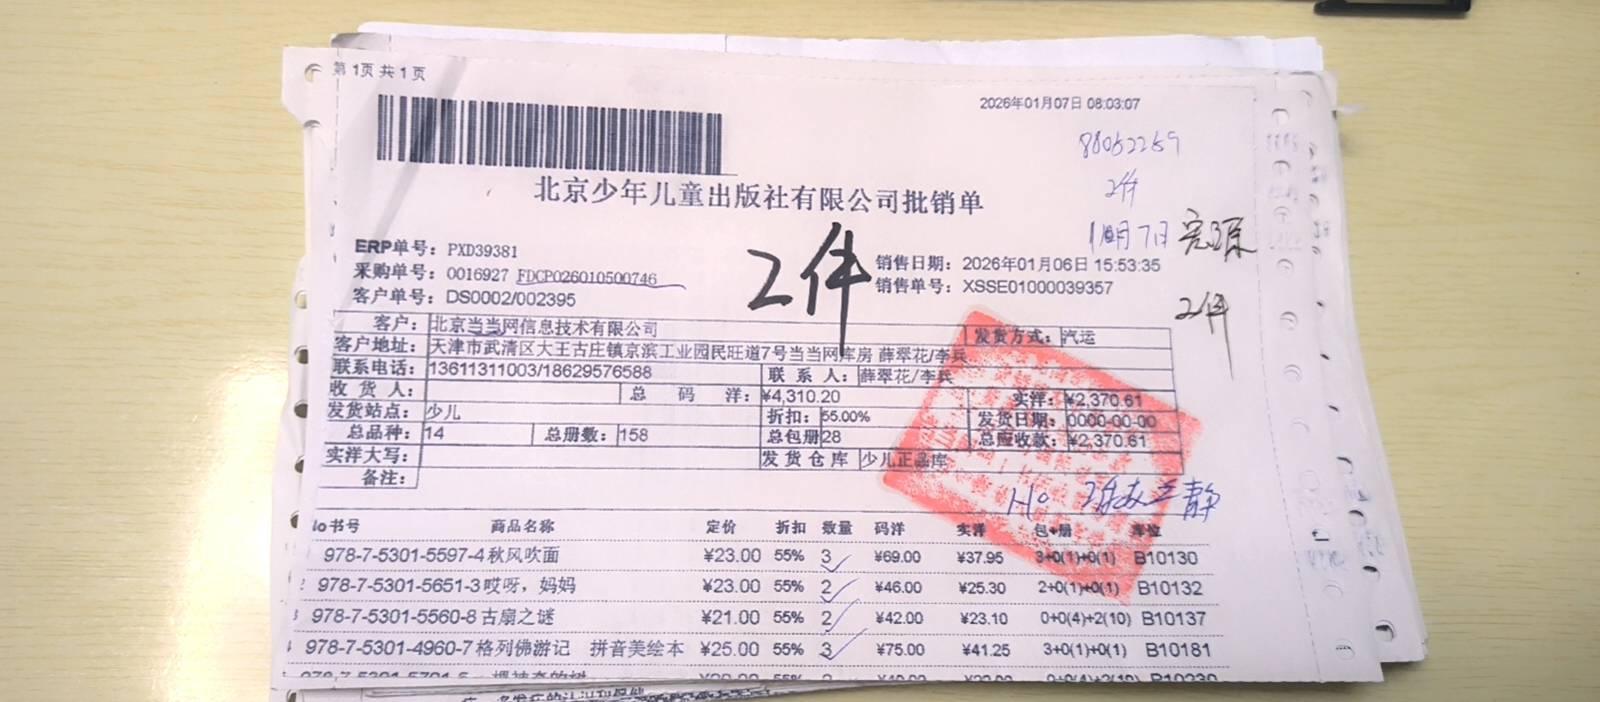 第 1页 共 1 页
2026年01月07日 08:03:07
88052259
2件
北京少年儿童出版社有限公司批销单
1月7日
ERP单号: PXD39381
2件
采购单号: 0016927 FDGP026010500746
销售日期: 2026年01月06日 15:53:35
客户单号: DS0002/002395
销售单号: XSSE01000039357
2件
客户: 北京当当网信息技术有限公司 发货方式: 汽运
客户地址: 天津市武清区大王古庄镇京滨工业园民旺道7号当当网库房 薛翠花/李兵
联系电话: 13611311003/18629576588 联 系 人: 薛翠花/李兵
收 货 人: 总 码 洋: ¥4,310.20 实洋: ¥2,370.61
发货站点: 少儿 折扣: 55.00% 发货日期: 0000-00-00
总品种: 14 总册数: 158 总包册 28 总应收款: ¥2,370.61
实洋大写: 发 货 仓 库 少儿正品库
备注:
No 书号 商品名称 定价 折扣 数量 码洋 实洋 包+册 库位
978-7-5301-5597-4 秋风吹面 ¥23.00 55% 3 ¥69.00 ¥37.95 3+0(1)+0(1) B10130
2 978-7-5301-5651-3 哎呀，妈妈 ¥23.00 55% 2 ¥46.00 ¥25.30 2+0(1)+0(1) B10132
3 978-7-5301-5560-8 古扇之谜 ¥21.00 55% 2 ¥42.00 ¥23.10 0+0(4)+2(10) B10137
4 978-7-5301-4960-7 格列佛游记 拼音美绘本 ¥25.00 55% 3 ¥75.00 ¥41.25 3+0(1)+0(1) B10181
55% 2 B10230